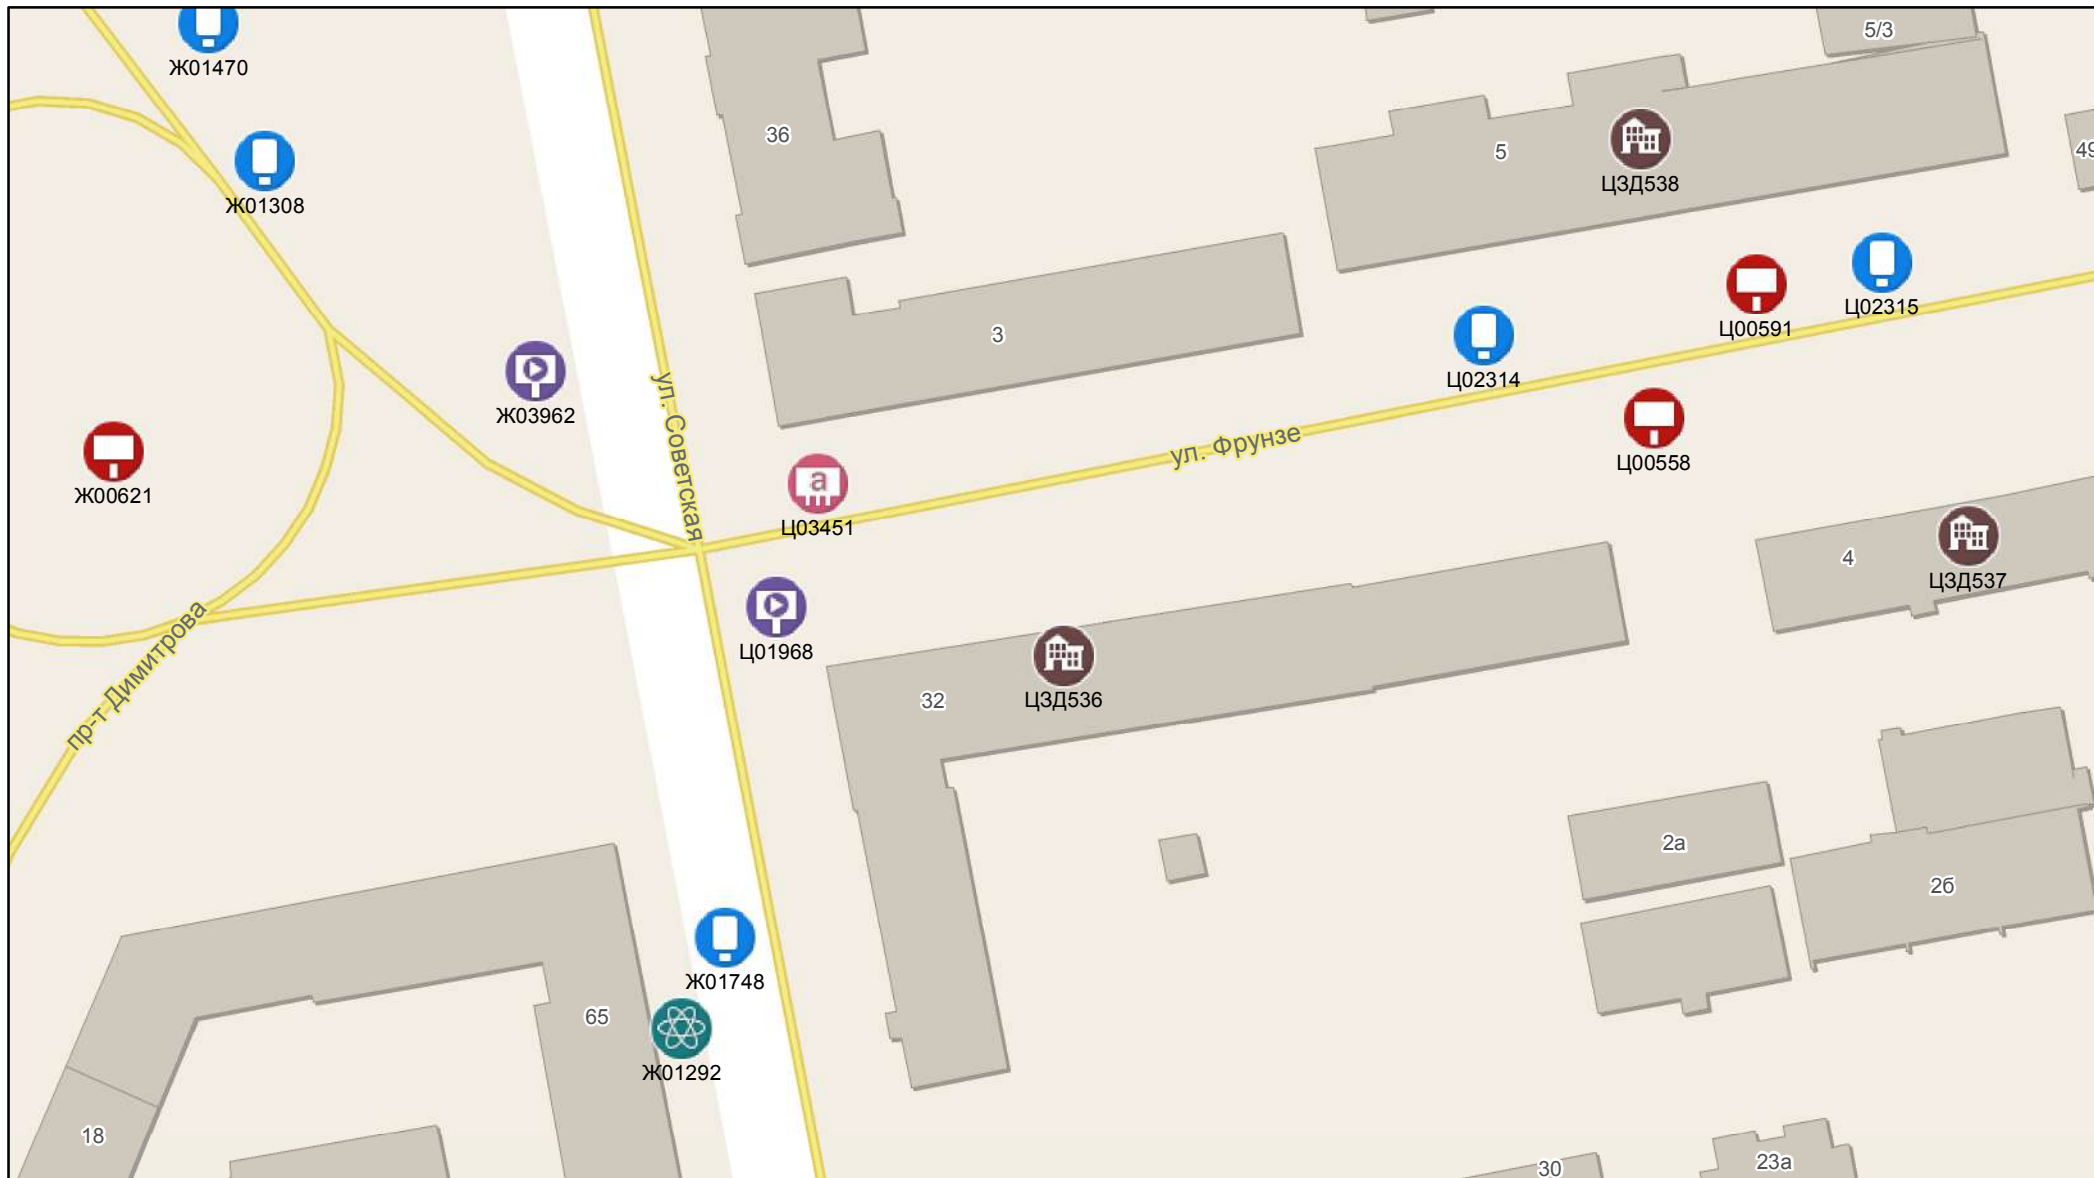 5/3
Ж01470
36
5
49
ЦЗД538
Ж01308
Ц02315
Ц00591
3
Ц02314
Ж03962
ул. Советская
ул. Фрунзе
Ц00558
Ж00621
а
Ц03451
4
ЦЗД537
пр-т Димитрова
Ц01968
32
ЦЗД536
2а
2б
Ж01748
65
Ж01292
18
30
23а